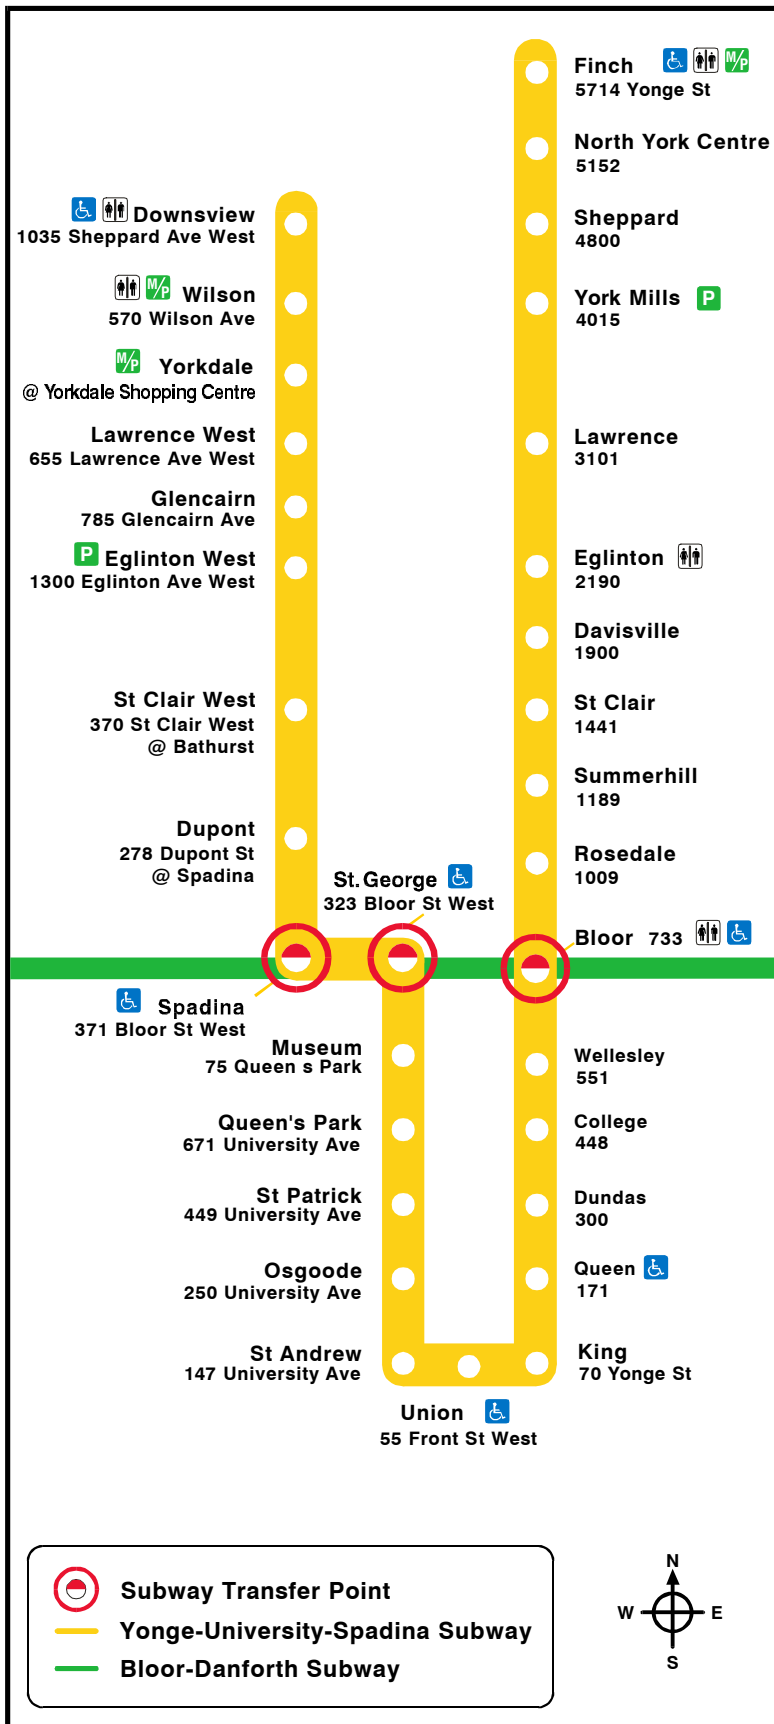 Finch
M/P
5714 Yonge St
North York Centre
5152
Downsview
1035 Sheppard Ave West
Sheppard
4800
M/P Wilson
570 Wilson Ave
York Mills P
4015
M/P Yorkdale
@ Yorkdale Shopping Centre
Lawrence West
655 Lawrence Ave West
Lawrence
3101
Glencairn
785 Glencairn Ave
P Eglinton West
1300 Eglinton Ave West
Eglinton
2190
Davisville
1900
St Clair West
370 St Clair West
@ Bathurst
St Clair
1441
Summerhill
1189
Dupont
278 Dupont St
@ Spadina
Rosedale
1009
St.George
323 Bloor St West
Bloor 733
Spadina
371 Bloor St West
Museum
75 Queen s Park
Wellesley
551
Queen's Park
671 University Ave
College
448
St Patrick
449 University Ave
Dundas
300
Osgoode
250 University Ave
Queen
171
St Andrew
147 University Ave
King
70 Yonge St
Union
55 Front St West
Subway Transfer Point
Yonge-University-Spadina Subway
Bloor-Danforth Subway
N
W E
S